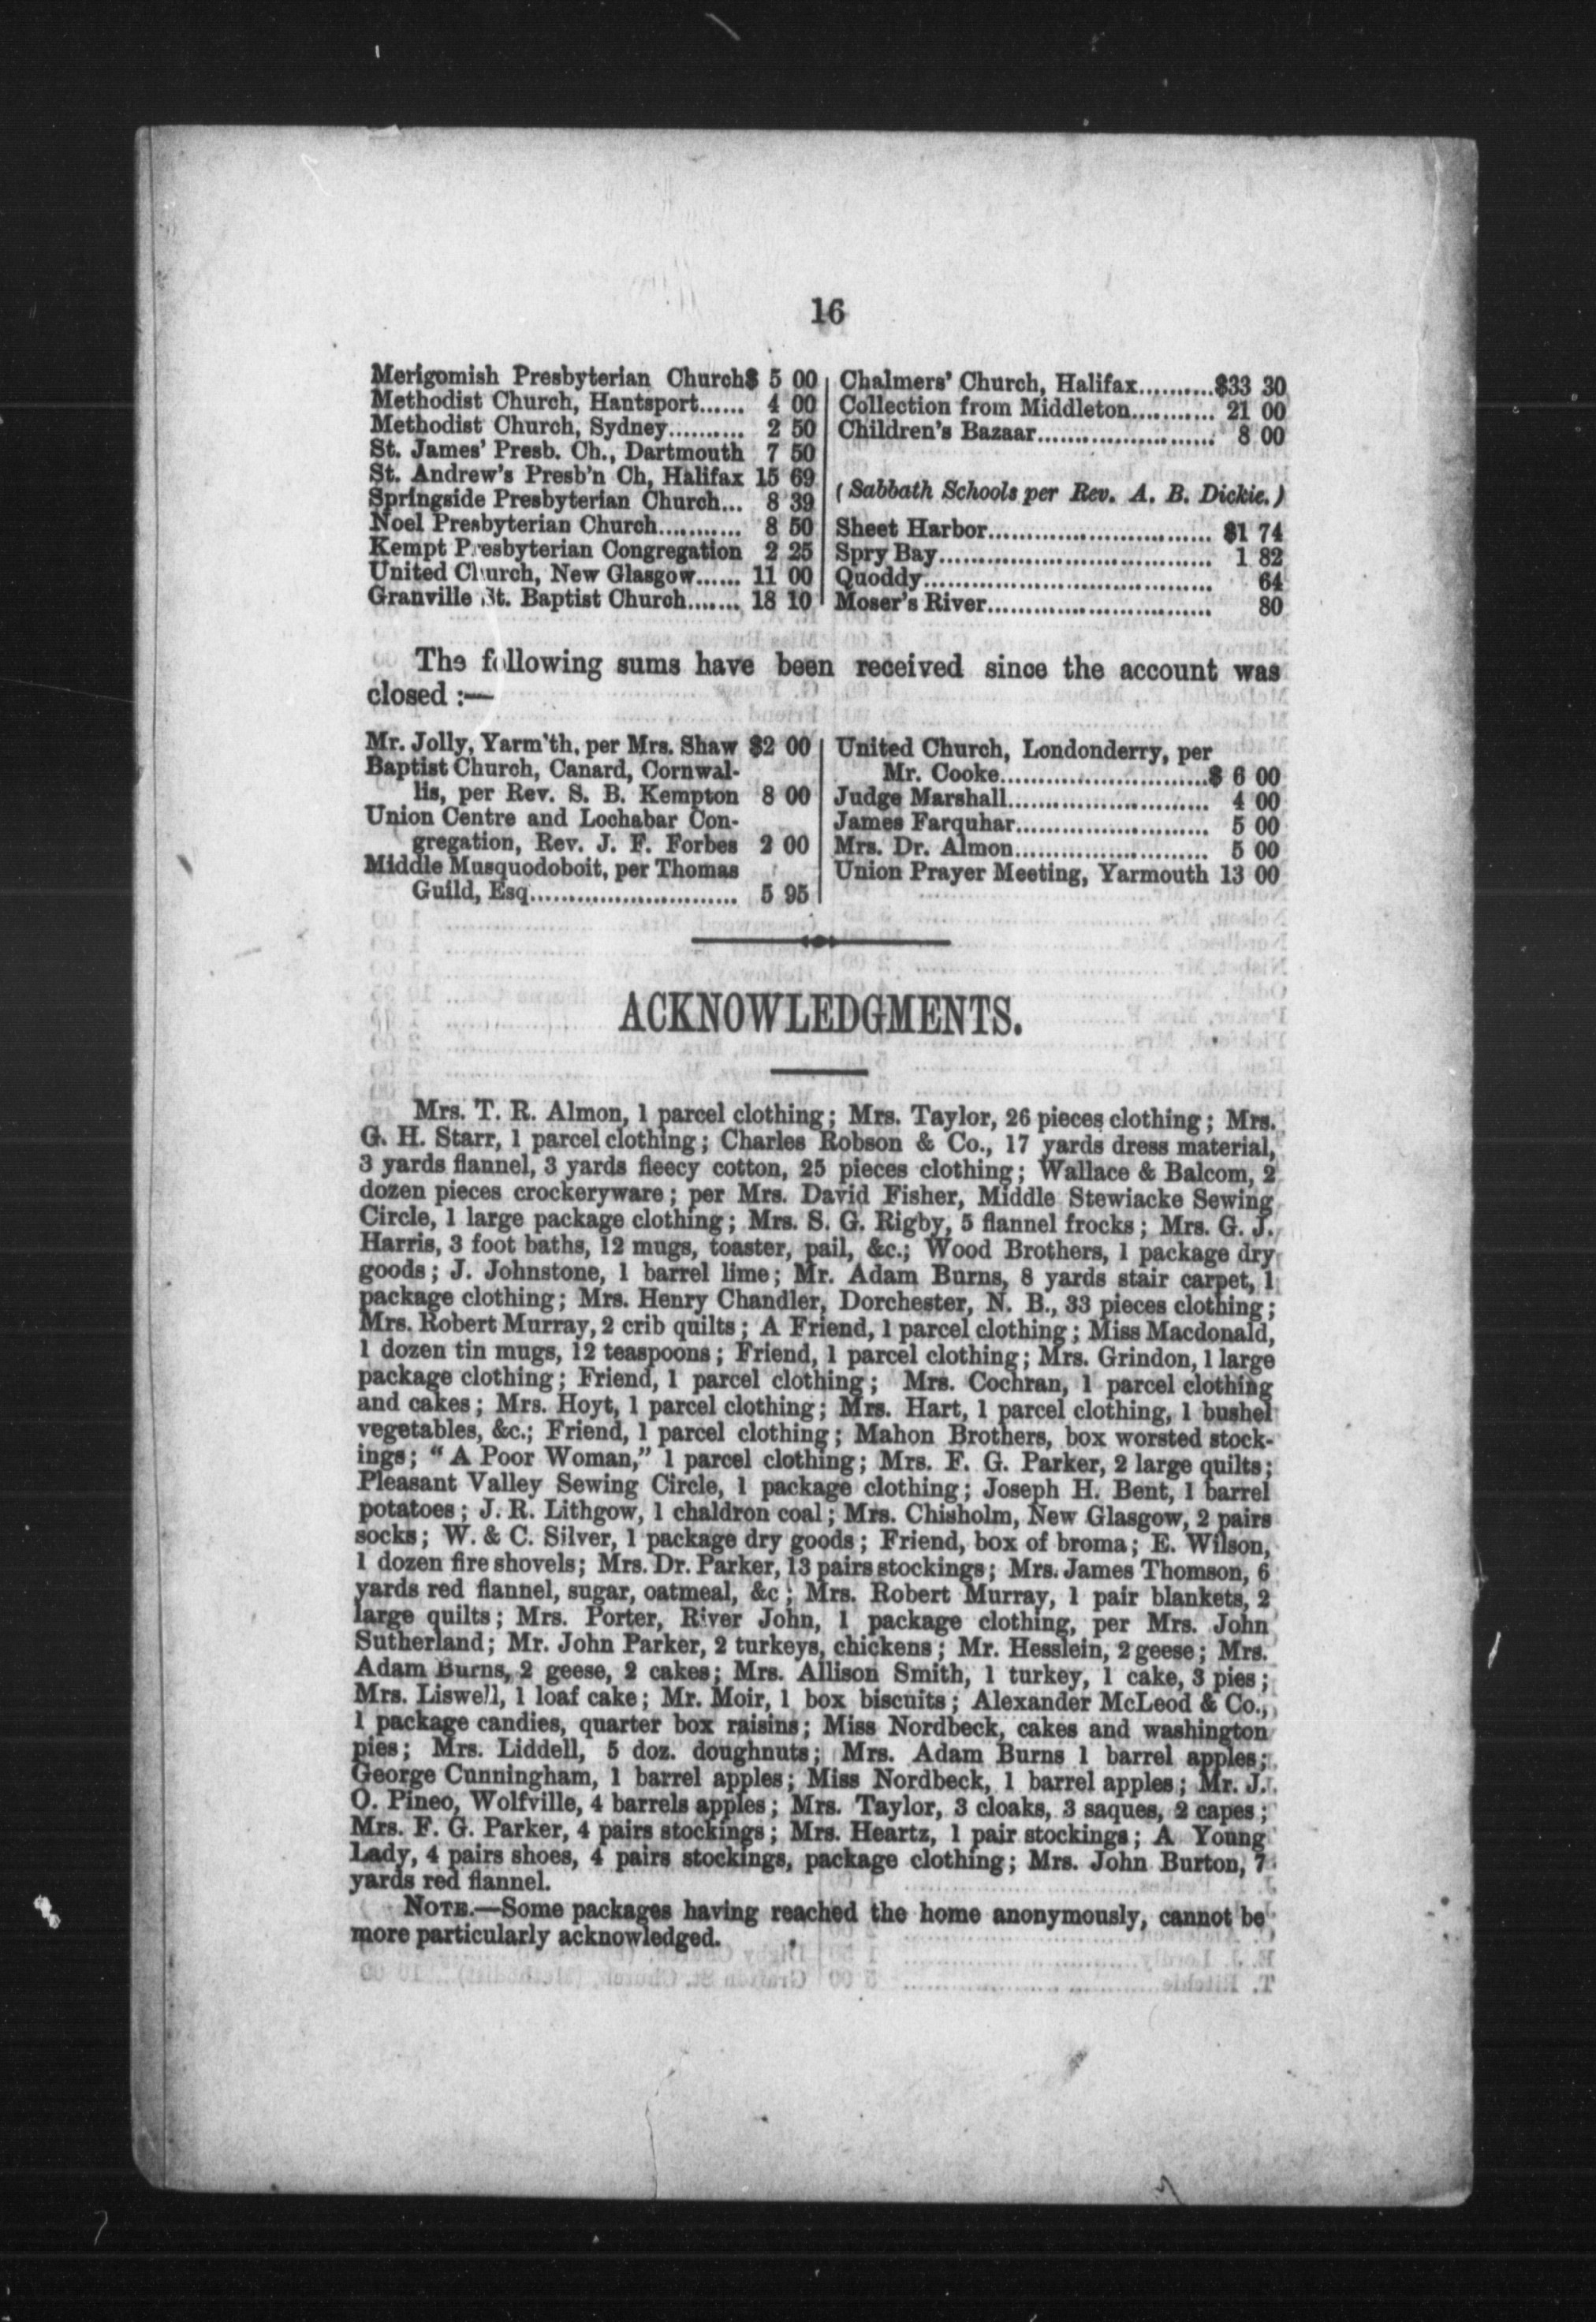 16
Merigomish Presbyterian Church$ 5 00
Methodist Church, Hantsport...... 4 00
Methodist Church, Sydney.......... 2 50
St. James' Presb. Ch., Dartmouth 7 50
St. Andrew's Presb'n Ch, Halifax 15 69
Springside Presbyterian Church... 8 39
Noel Presbyterian Church........... 8 50
Kempt Presbyterian Congregation 2 25
United Church, New Glasgow...... 11 00
Granville St. Baptist Church....... 18 10
Chalmers' Church, Halifax..........$33 30
Collection from Middleton........... 21 00
Children's Bazaar....................... 8 00
(Sabbath Schools per Rev. A. B. Dickie.)
Sheet Harbor............................. $1 74
Spry Bay.................................... 1 82
Quoddy...................................... 64
Moser's River............................. 80
The following sums have been received since the account was
closed :—
Mr. Jolly, Yarm'th, per Mrs. Shaw $2 00
Baptist Church, Canard, Cornwal-
lis, per Rev. S. B. Kempton 8 00
Union Centre and Lochabar Con-
gregation, Rev. J. F. Forbes 2 00
Middle Musquodoboit, per Thomas
Guild, Esq........................... 5 95
United Church, Londonderry, per
Mr. Cooke...........................$ 6 00
Judge Marshall.......................... 4 00
James Farquhar......................... 5 00
Mrs. Dr. Almon......................... 5 00
Union Prayer Meeting, Yarmouth 13 00
ACKNOWLEDGMENTS.
Mrs. T. R. Almon, 1 parcel clothing; Mrs. Taylor, 26 pieces clothing; Mrs.
G. H. Starr, 1 parcel clothing; Charles Robson & Co., 17 yards dress material,
3 yards flannel, 3 yards fleecy cotton, 25 pieces clothing; Wallace & Balcom, 2
dozen pieces crockeryware; per Mrs. David Fisher, Middle Stewiacke Sewing
Circle, 1 large package clothing; Mrs. S. G. Rigby, 5 flannel frocks; Mrs. G. J.
Harris, 3 foot baths, 12 mugs, toaster, pail, &c.; Wood Brothers, 1 package dry
goods; J. Johnstone, 1 barrel lime; Mr. Adam Burns, 8 yards stair carpet, 1
package clothing; Mrs. Henry Chandler, Dorchester, N. B., 33 pieces clothing;
Mrs. Robert Murray, 2 crib quilts; A Friend, 1 parcel clothing; Miss Macdonald,
1 dozen tin mugs, 12 teaspoons; Friend, 1 parcel clothing; Mrs. Grindon, 1 large
package clothing; Friend, 1 parcel clothing; Mrs. Cochran, 1 parcel clothing
and cakes; Mrs. Hoyt, 1 parcel clothing; Mrs. Hart, 1 parcel clothing, 1 bushel
vegetables, &c.; Friend, 1 parcel clothing; Mahon Brothers, box worsted stock-
ings; "A Poor Woman," 1 parcel clothing; Mrs. F. G. Parker, 2 large quilts;
Pleasant Valley Sewing Circle, 1 package clothing; Joseph H. Bent, 1 barrel
potatoes; J. R. Lithgow, 1 chaldron coal; Mrs. Chisholm, New Glasgow, 2 pairs
socks; W. & C. Silver, 1 package dry goods; Friend, box of broma; E. Wilson,
1 dozen fire shovels; Mrs. Dr. Parker, 13 pairs stockings; Mrs. James Thomson, 6
yards red flannel, sugar, oatmeal, &c; Mrs. Robert Murray, 1 pair blankets, 2
large quilts; Mrs. Porter, River John, 1 package clothing, per Mrs. John
Sutherland; Mr. John Parker, 2 turkeys, chickens; Mr. Hesslein, 2 geese; Mrs.
Adam Burns, 2 geese, 2 cakes; Mrs. Allison Smith, 1 turkey, 1 cake, 3 pies;
Mrs. Liswell, 1 loaf cake; Mr. Moir, 1 box biscuits; Alexander McLeod & Co.,
1 package candies, quarter box raisins; Miss Nordbeck, cakes and washington
pies; Mrs. Liddell, 5 doz. doughnuts; Mrs. Adam Burns 1 barrel apples;
George Cunningham, 1 barrel apples; Miss Nordbeck, 1 barrel apples; Mr. J.
O. Pineo, Wolfville, 4 barrels apples; Mrs. Taylor, 3 cloaks, 3 saques, 2 capes;
Mrs. F. G. Parker, 4 pairs stockings; Mrs. Heartz, 1 pair stockings; A Young
Lady, 4 pairs shoes, 4 pairs stockings, package clothing; Mrs. John Burton, 7
yards red flannel.
NOTE.—Some packages having reached the home anonymously, cannot be
more particularly acknowledged.